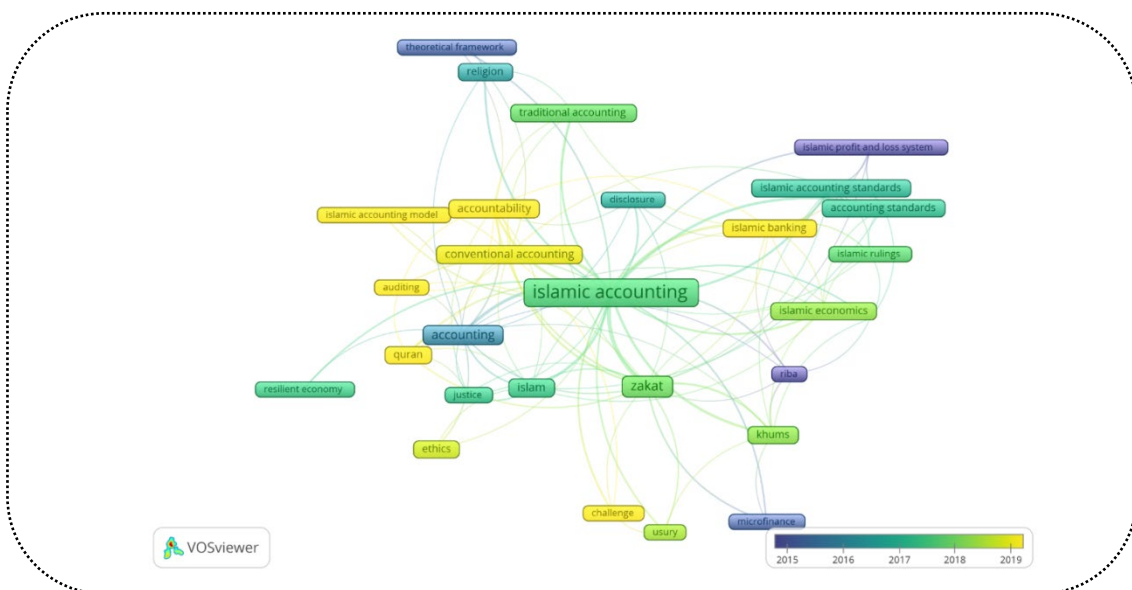 theoretical framework
religion
traditional accounting
islamic profit and loss system
islamic accounting standards
disclosure
accounting standards
accountability
islamic accounting model
islamic banking
conventional accounting
islamic rulings
auditing
islamic accounting
islamic economics
accounting
quran
riba
resilient economy
justice
islam
zakat
khums
ethics
challenge
microfinance
usury
VOSviewer
2015 2016 2017 2018 2019